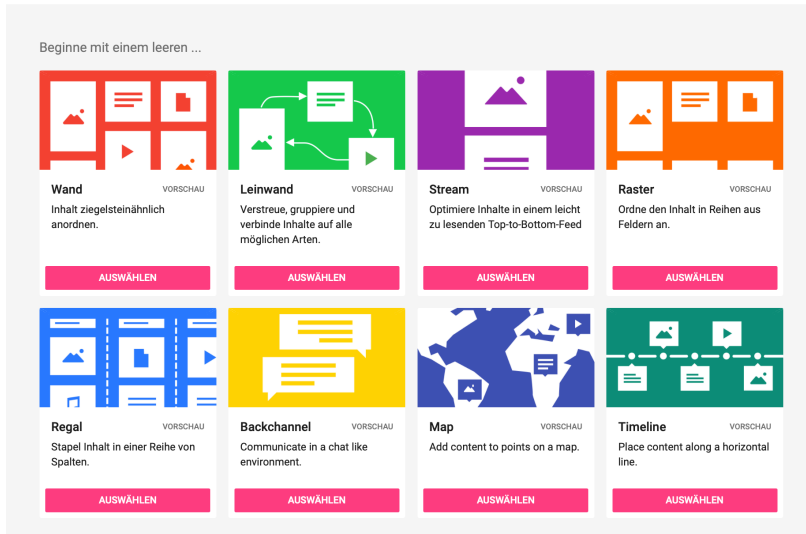 Beginne mit einem leeren ...
Wand VORSCHAU
Inhalt ziegelsteinähnlich
anordnen.
AUSWÄHLEN
Leinwand VORSCHAU
Verstreue, gruppiere und
verbinde Inhalte auf alle
möglichen Arten.
AUSWÄHLEN
Stream VORSCHAU
Optimiere Inhalte in einem leicht
zu lesenden Top-to-Bottom-Feed
AUSWÄHLEN
Raster VORSCHAU
Ordne den Inhalt in Reihen aus
Feldern an.
AUSWÄHLEN
Regal VORSCHAU
Stapel Inhalt in einer Reihe von
Spalten.
AUSWÄHLEN
Backchannel VORSCHAU
Communicate in a chat like
environment.
AUSWÄHLEN
Map VORSCHAU
Add content to points on a map.
AUSWÄHLEN
Timeline VORSCHAU
Place content along a horizontal
line.
AUSWÄHLEN